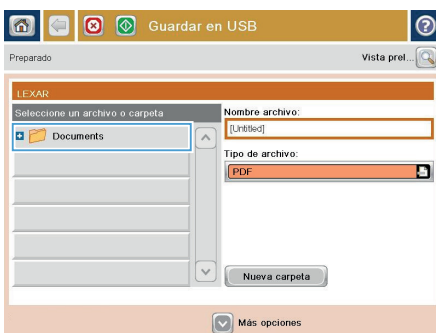 Guardar en USB
Preparado
Vista prel...
LEXAR
Seleccione un archivo o carpeta
Documents
Nombre archivo:
[Untitled]
Tipo de archivo:
PDF
Nueva carpeta
Más opciones